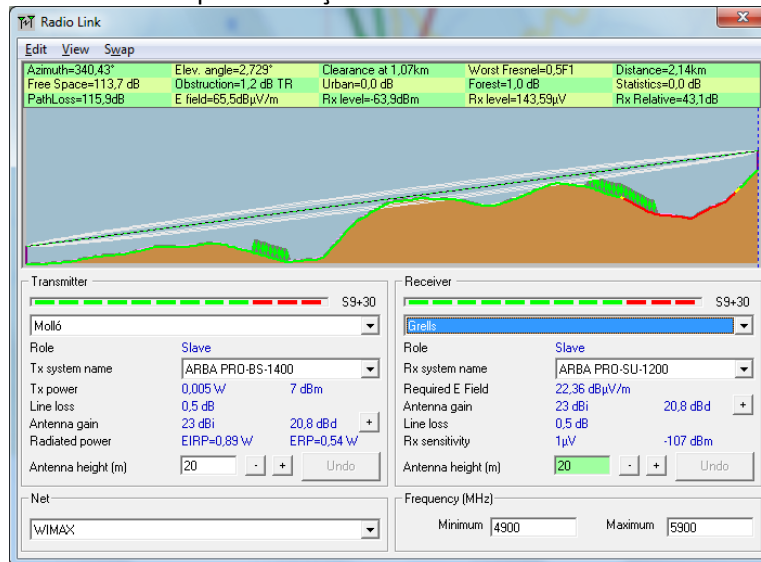 Radio Link
Edit View Swap
Azimuth=340,43° Elev. angle=2,729° Clearance at 1,07km Worst Fresnel=0,5F1 Distance=2,14km
Free Space=113,7 dB Obstruction=1,2 dB TR Urban=0,0 dB Forest=1,0 dB Statistics=0,0 dB
PathLoss=115,9dB E field=65,5dBµV/m Rx level=-63,9dBm Rx level=143,59µV Rx Relative=43,1dB
Transmitter Receiver
S9+30 S9+30
Molló Grells
Role Slave Role Slave
Tx system name ARBA PRO-BS-1400 Rx system name ARBA PRO-SU-1200
Tx power 0,005 W 7 dBm Required E Field 22,36 dBµV/m
Line loss 0,5 dB Antenna gain 23 dBi 20,8 dBd +
Antenna gain 23 dBi 20,8 dBd + Line loss 0,5 dB
Radiated power EIRP=0,89 W ERP=0,54 W Rx sensitivity 1µV -107 dBm
Antenna height (m) 20 - + Undo Antenna height (m) 20 - + Undo
Net Frequency (MHz)
WIMAX Minimum 4900 Maximum 5900